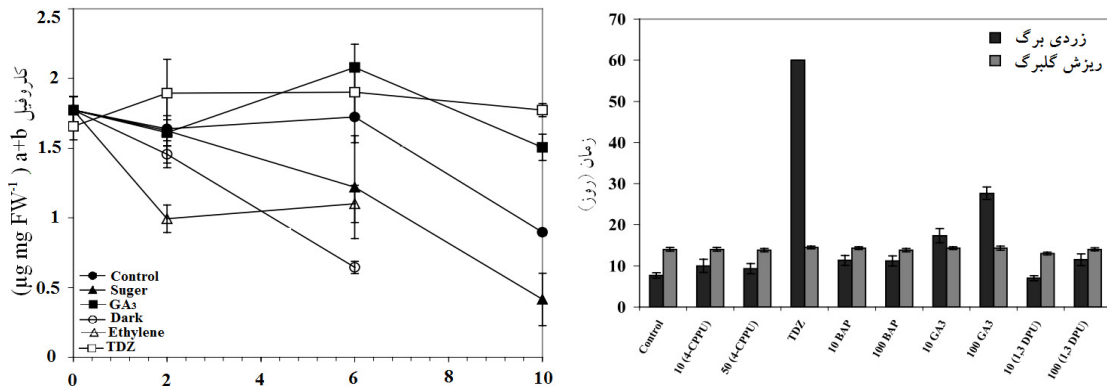 2.5
2
1.5
1
0.5
0
کلروفیل a+b (µg mg FW-1 )
Control
Suger
GA3
Dark
Ethylene
TDZ
0 2 4 6 8 10
زردی برگ
ریزش گلبرگ
70
60
50
40
30
20
10
0
زمان (روز)
Control
10 (4-CPPU)
50 (4-CPPU)
TDZ
10 BAP
100 BAP
10 GA3
100 GA3
10 (1,3 DPU)
100 (1,3 DPU)